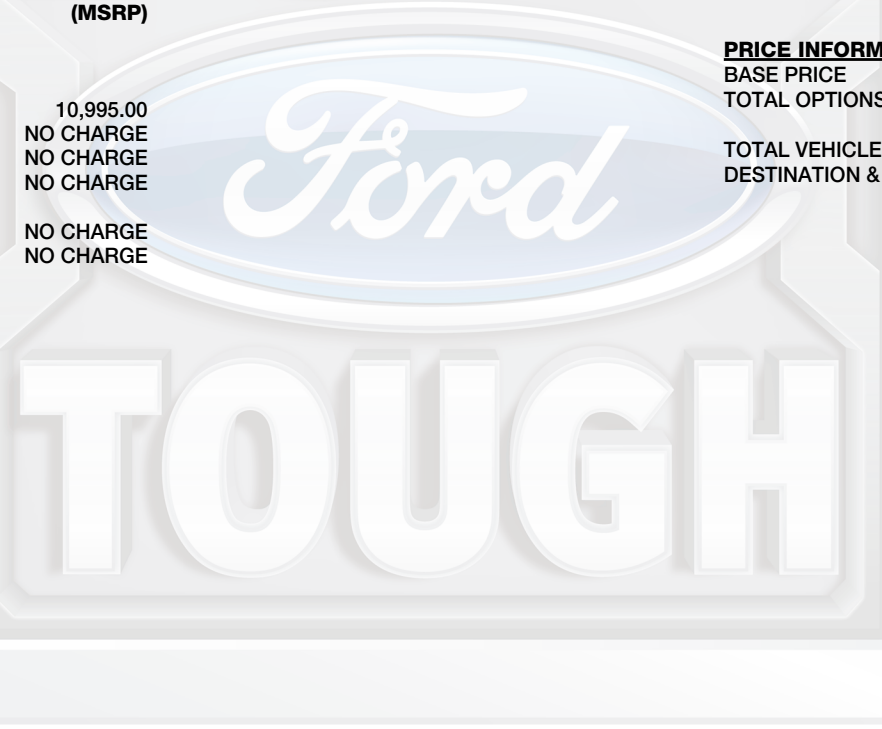 (MSRP)
10,995.00
NO CHARGE
NO CHARGE
NO CHARGE
NO CHARGE
NO CHARGE
PRICE INFORM
BASE PRICE
TOTAL OPTIONS
TOTAL VEHICLE
DESTINATION &
Ford
TOUGH